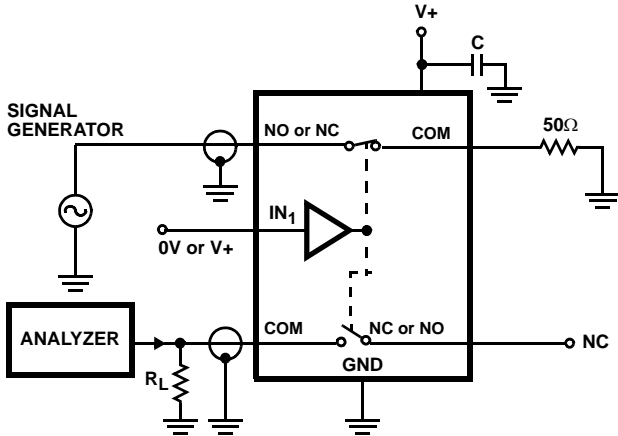 V+
C
SIGNAL
GENERATOR
NO or NC
COM
50Ω
IN1
0V or V+
ANALYZER
COM
NC or NO
NC
RL
GND